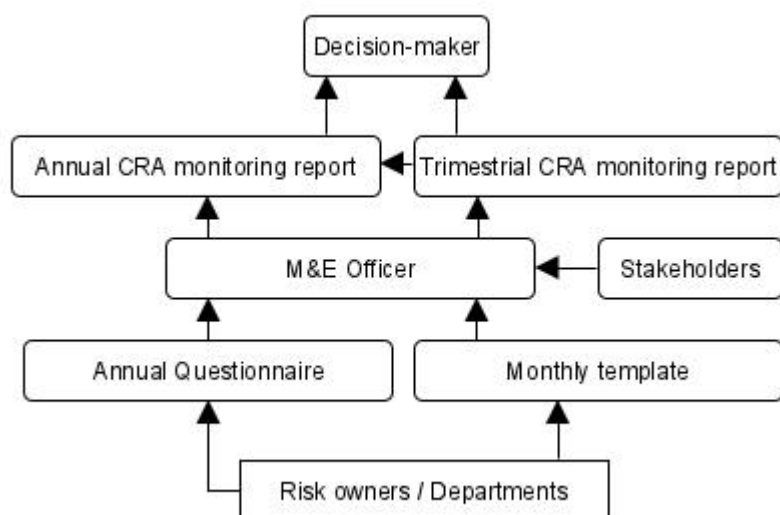 Decision-maker
Annual CRA monitoring report
Trimestrial CRA monitoring report
M&E Officer
Stakeholders
Annual Questionnaire
Monthly template
Risk owners / Departments